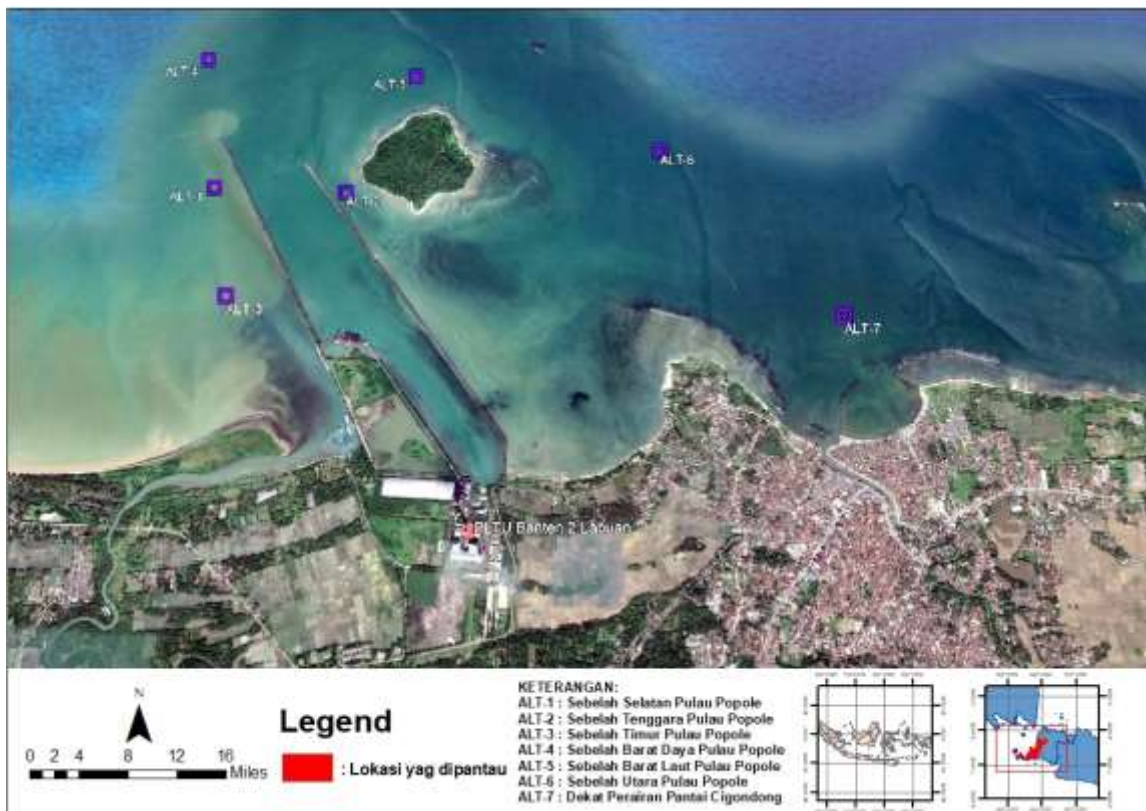 ALT-4
ALT-5
ALT-6
ALT-1
ALT-3
ALT-7
PLTU Banten 2 Labuan
N
0 2 4 8 12 16
Miles
Legend
: Lokasi yag dipantau
KETERANGAN:
ALT-1 : Sebelah Selatan Pulau Popole
ALT-2 : Sebelah Tenggara Pulau Popole
ALT-3 : Sebelah Timur Pulau Popole
ALT-4 : Sebelah Barat Daya Pulau Popole
ALT-5 : Sebelah Barat Laut Pulau Popole
ALT-6 : Sebelah Utara Pulau Popole
ALT-7 : Dekat Perairan Pantai Cigondong